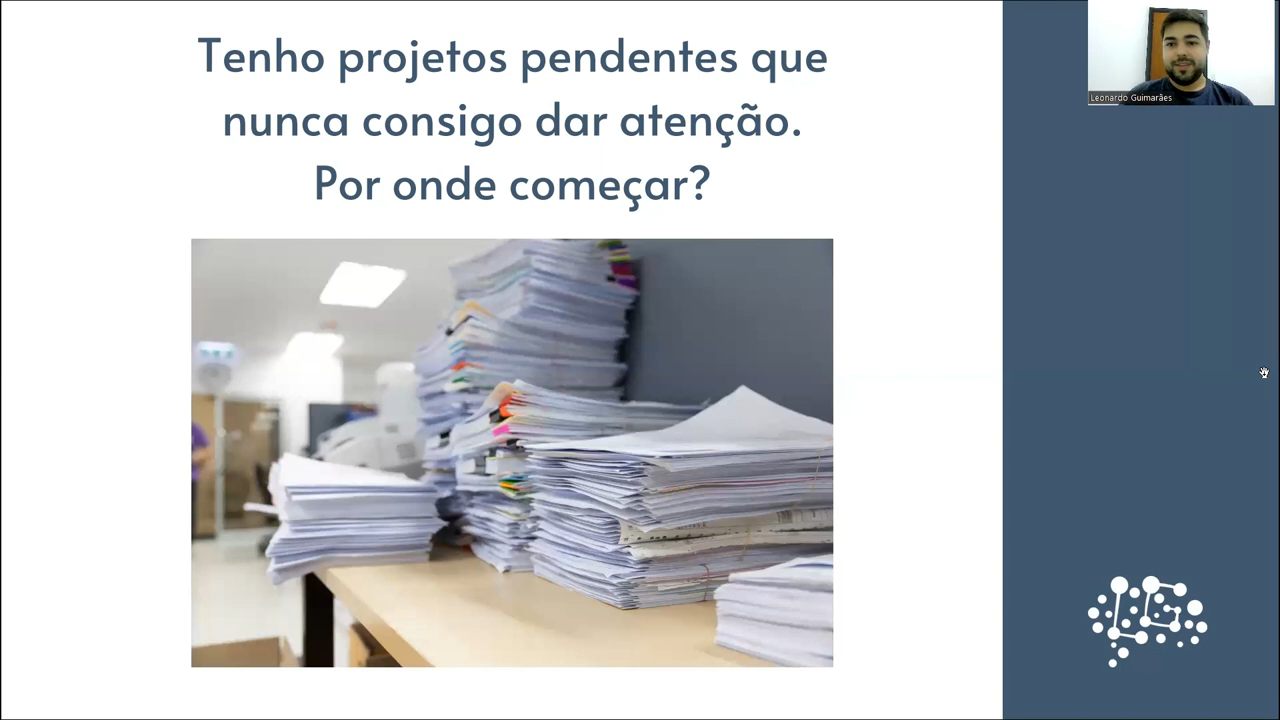 Tenho projetos pendentes que
nunca consigo dar atenção.
Por onde começar?
Leonardo Guimarães